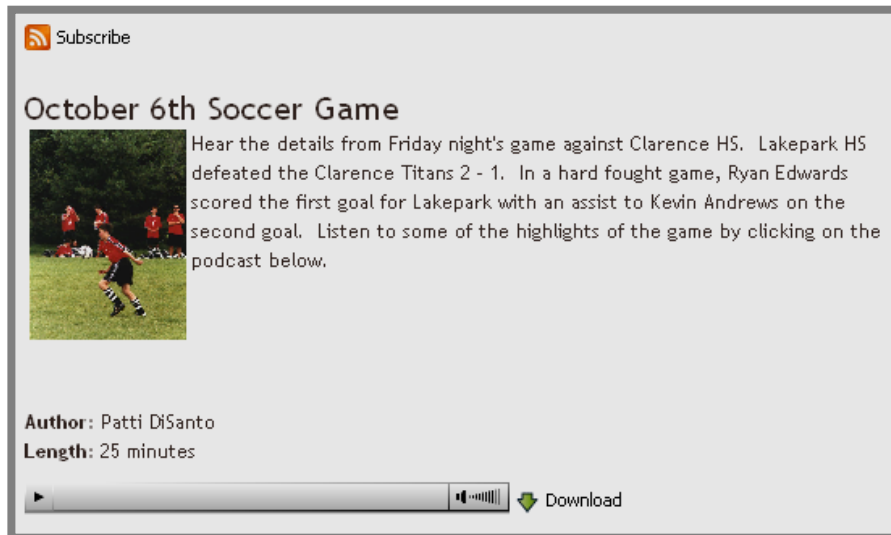 Subscribe
October 6th Soccer Game
Hear the details from Friday night's game against Clarence HS. Lakepark HS
defeated the Clarence Titans 2 - 1. In a hard fought game, Ryan Edwards
scored the first goal for Lakepark with an assist to Kevin Andrews on the
second goal. Listen to some of the highlights of the game by clicking on the
podcast below.
Author: Patti DiSanto
Length: 25 minutes
Download